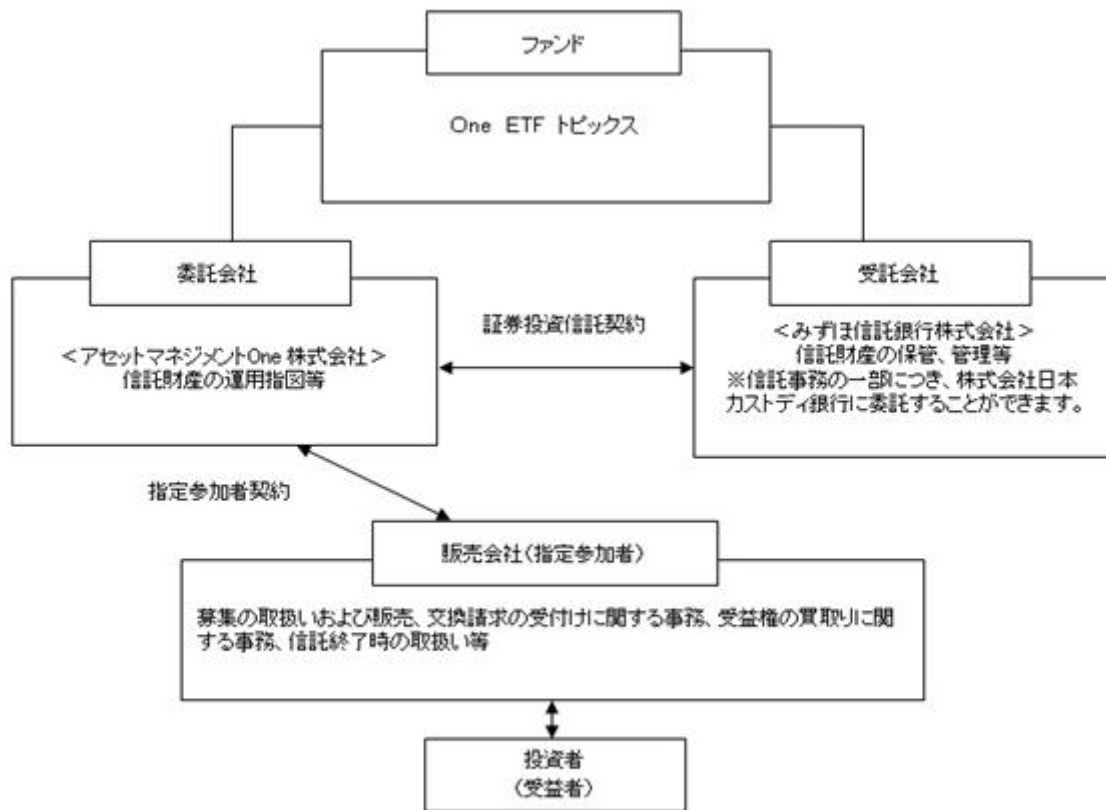 ファンド
One ETF トピックス
委託会社
<アセットマネジメントOne 株式会社>
信託財産の運用指図等
証券投資信託契約
受託会社
<みずほ信託銀行株式会社>
信託財産の保管、管理等
※信託事務の一部につき、株式会社日本
カストディ銀行に委託することができます。
指定参加者契約
販売会社(指定参加者)
募集の取扱いおよび販売、交換請求の受付けに関する事務、受益権の買取りに関
する事務、信託終了時の取扱い等
投資者
(受益者)